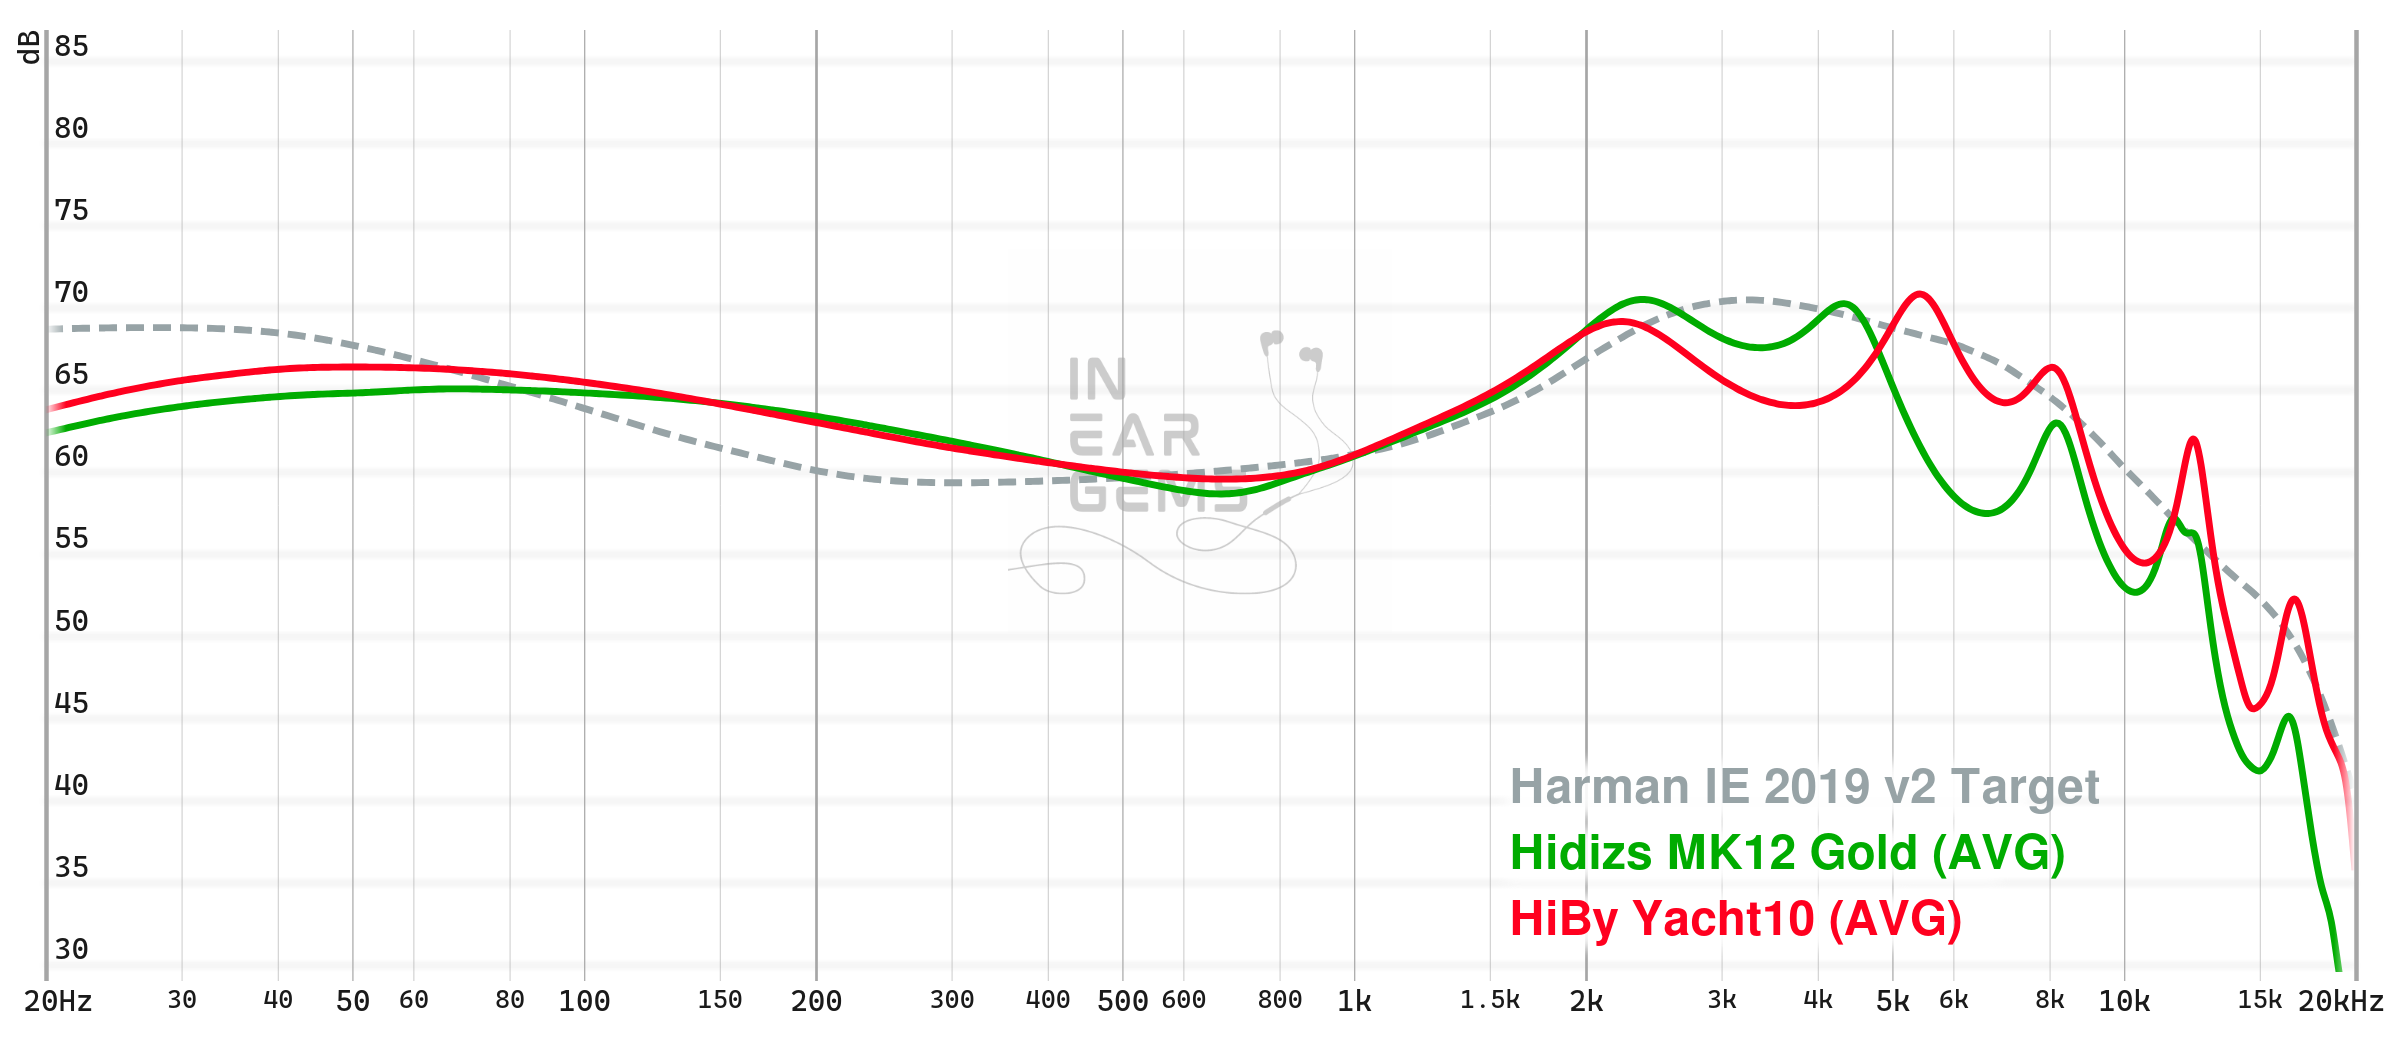 dB
85
80
75
70
65
60
55
50
45
40
35
30
IN
EAR
GEMS
Harman IE 2019 v2 Target
Hidizs MK12 Gold (AVG)
HiBy Yacht10 (AVG)
20Hz 30 40 50 60 80 100 150 200 300 400 500 600 800 1k 1.5k 2k 3k 4k 5k 6k 8k 10k 15k 20kHz